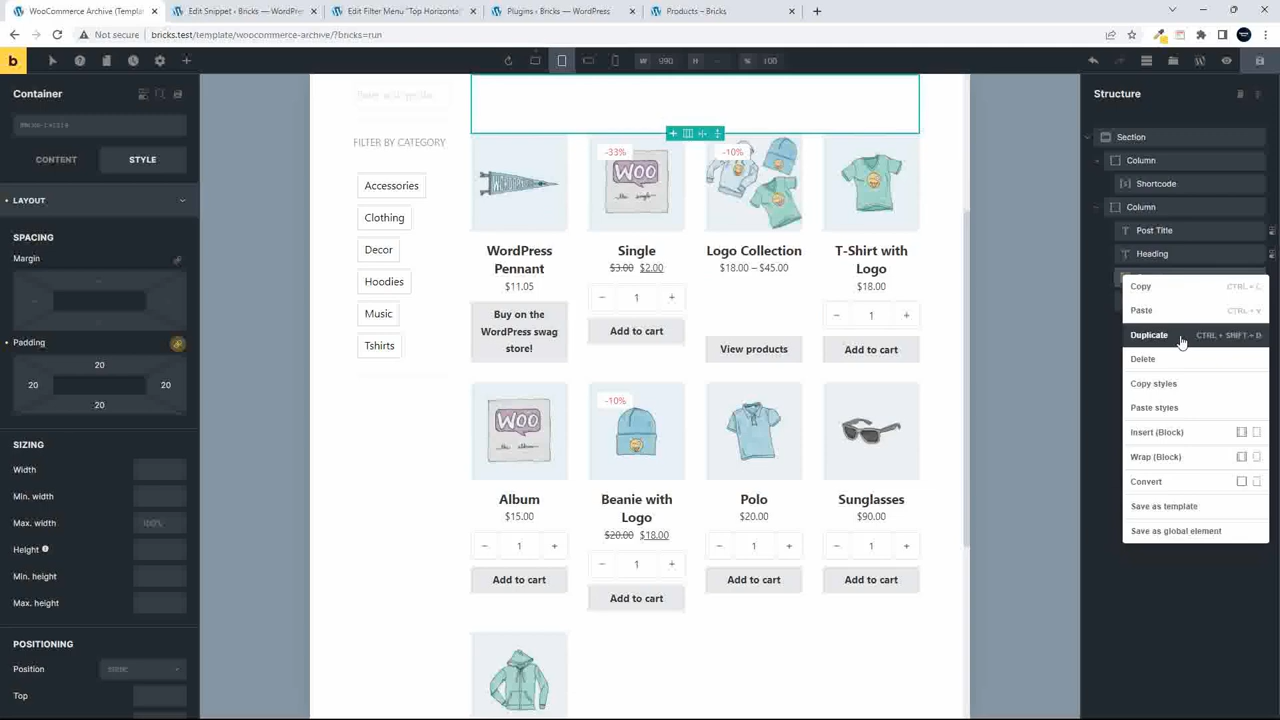 WooCommerce Archive (Templat
Edit Snippet ‹ Bricks — WordPre
Edit Filter Menu "Top Horizonta
Plugins ‹ Bricks — WordPress
Products – Bricks
Not secure
bricks.test/template/woocommerce-archive/?bricks=run
b
W 990
H –
% 100
Container
CONTENT
STYLE
LAYOUT
SPACING
Margin
Padding
20
20
20
20
SIZING
Width
Min. width
Max. width
100%
Height
Min. height
Max. height
POSITIONING
Position
Top
FILTER BY CATEGORY
Accessories
Clothing
Decor
Hoodies
Music
Tshirts
-33%
WOO
the single
-10%
WordPress
Pennant
$11.05
Buy on the
WordPress swag
store!
Single
$3.00 $2.00
− 1 +
Add to cart
Logo Collection
$18.00 – $45.00
View products
T-Shirt with
Logo
$18.00
− 1 +
Add to cart
WOO
the album
-10%
Album
$15.00
− 1 +
Add to cart
Beanie with
Logo
$20.00 $18.00
− 1 +
Add to cart
Polo
$20.00
− 1 +
Add to cart
Sunglasses
$90.00
− 1 +
Add to cart
Structure
Section
Column
Shortcode
Column
Post Title
Heading
Copy
Paste
Duplicate CTRL + SHIFT + D
Delete
Copy styles
Paste styles
Insert (Block)
Wrap (Block)
Convert
Save as template
Save as global element